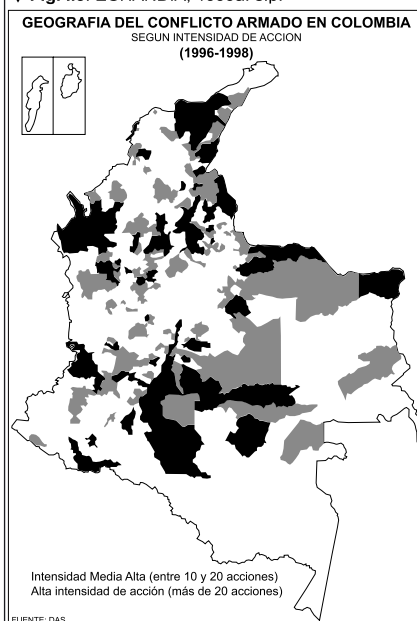 GEOGRAFIA DEL CONFLICTO ARMADO EN COLOMBIA
SEGUN INTENSIDAD DE ACCION
(1996-1998)
Intensidad Media Alta (entre 10 y 20 acciones)
Alta intensidad de acción (más de 20 acciones)
FUENTE: DAS